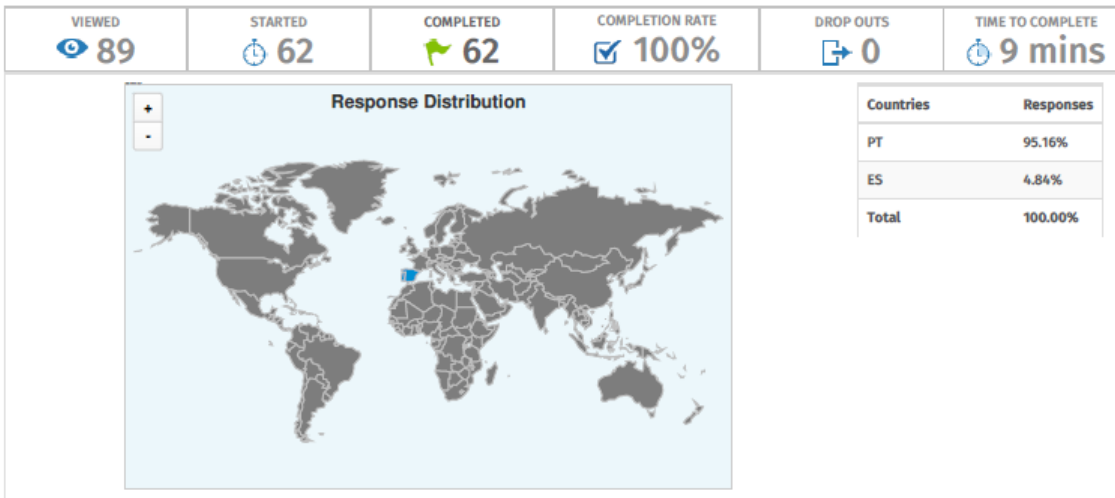 VIEWED
89
STARTED
62
COMPLETED
62
COMPLETION RATE
100%
DROP OUTS
0
TIME TO COMPLETE
9 mins
Response Distribution
+
-
Countries Responses
PT 95.16%
ES 4.84%
Total 100.00%